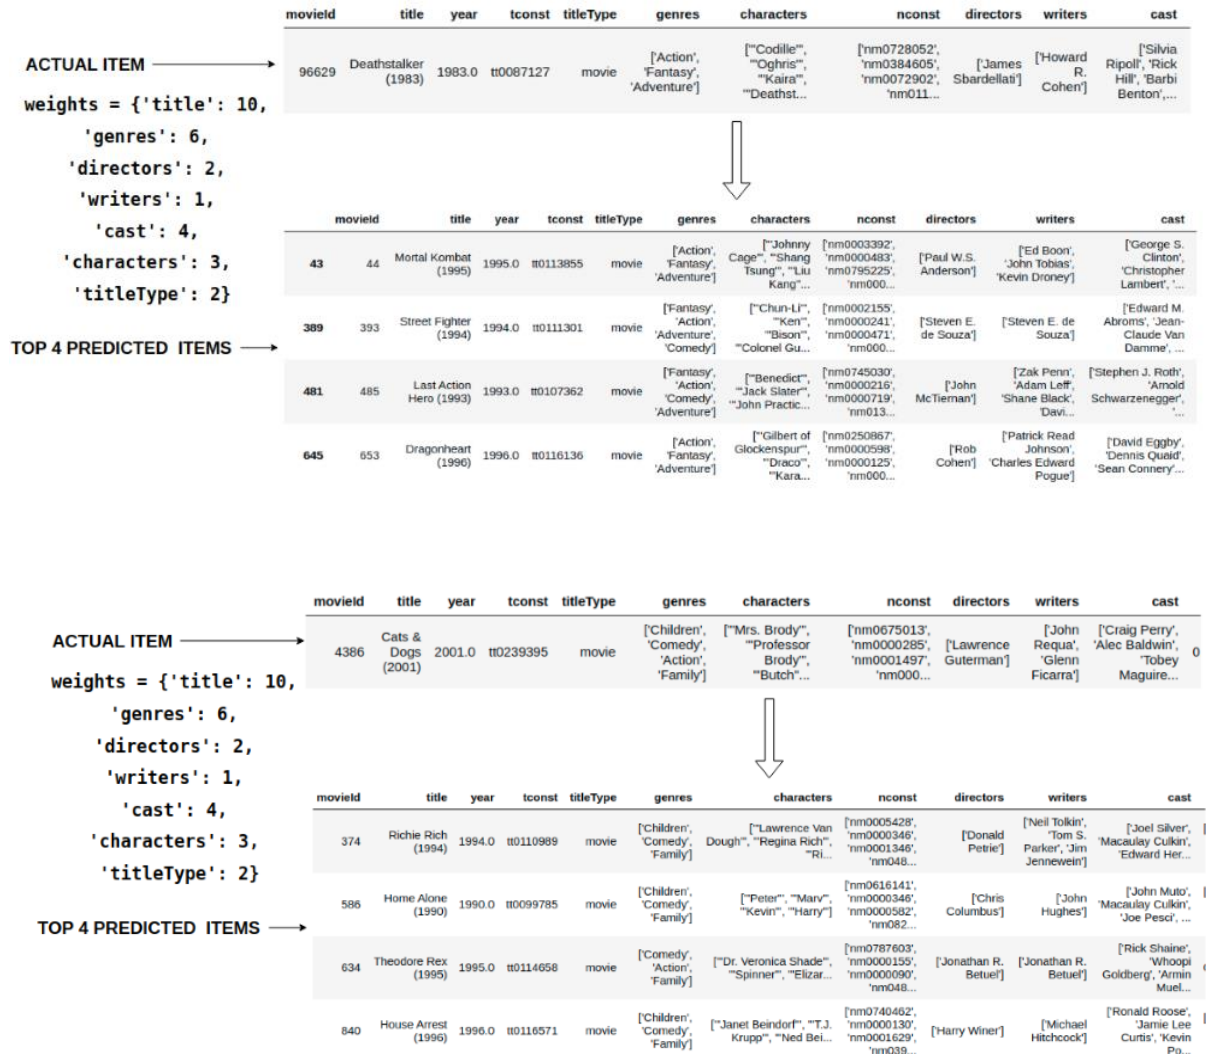 movieId title year tconst titleType genres characters nconst directors writers cast
ACTUAL ITEM
96629 Deathstalker (1983) 1983.0 tt0087127 movie ['Action', 'Fantasy', 'Adventure'] ["'Codille'", "'Oghris'", "'Kaira'", "'Deathst... ['nm0728052', 'nm0384605', 'nm0072902', 'nm011... ['James Sbardellati'] ['Howard R. Cohen'] ['Silvia Ripoll', 'Rick Hill', 'Barbi Benton',...
weights = {'title': 10,
'genres': 6,
'directors': 2,
'writers': 1,
'cast': 4,
'characters': 3,
'titleType': 2}
TOP 4 PREDICTED ITEMS
movieId title year tconst titleType genres characters nconst directors writers cast
43 44 Mortal Kombat (1995) 1995.0 tt0113855 movie ['Action', 'Fantasy', 'Adventure'] ["'Johnny Cage'", "'Shang Tsung'", "'Liu Kang'"... ['nm0003392', 'nm0000483', 'nm0795225', 'nm000... ['Paul W.S. Anderson'] ['Ed Boon', 'John Tobias', 'Kevin Droney'] ['George S. Clinton', 'Christopher Lambert', '...
389 393 Street Fighter (1994) 1994.0 tt0111301 movie ['Fantasy', 'Action', 'Adventure', 'Comedy'] ["'Chun-Li'", "'Ken'", "'Bison'", "'Colonel Gu... ['nm0002155', 'nm0000241', 'nm0000471', 'nm000... ['Steven E. de Souza'] ['Steven E. de Souza'] ['Edward M. Abroms', 'Jean-Claude Van Damme', ...
481 485 Last Action Hero (1993) 1993.0 tt0107362 movie ['Fantasy', 'Action', 'Comedy', 'Adventure'] ["'Benedict'", "'Jack Slater'", "'John Practic... ['nm0745030', 'nm0000216', 'nm0000719', 'nm013... ['John McTiernan'] ['Zak Penn', 'Adam Leff', 'Shane Black', 'Davi... ['Stephen J. Roth', 'Arnold Schwarzenegger', '...
645 653 Dragonheart (1996) 1996.0 tt0116136 movie ['Action', 'Fantasy', 'Adventure'] ["'Gilbert of Glockenspur'", "'Draco'", "'Kara... ['nm0250867', 'nm0000598', 'nm0000125', 'nm000... ['Rob Cohen'] ['Patrick Read Johnson', 'Charles Edward Pogue'] ['David Eggby', 'Dennis Quaid', 'Sean Connery'...
movieId title year tconst titleType genres characters nconst directors writers cast
ACTUAL ITEM
4386 Cats & Dogs (2001) 2001.0 tt0239395 movie ['Children', 'Comedy', 'Action', 'Family'] ["'Mrs. Brody'", "'Professor Brody'", "'Butch"... ['nm0675013', 'nm0000285', 'nm0001497', 'nm000... ['Lawrence Guterman'] ['John Requa', 'Glenn Ficarra'] ['Craig Perry', 'Alec Baldwin', 'Tobey Maguire... 0
weights = {'title': 10,
'genres': 6,
'directors': 2,
'writers': 1,
'cast': 4,
'characters': 3,
'titleType': 2}
TOP 4 PREDICTED ITEMS
movieId title year tconst titleType genres characters nconst directors writers cast
374 Richie Rich (1994) 1994.0 tt0110989 movie ['Children', 'Comedy', 'Family'] ["'Lawrence Van Dough'", "'Regina Rich'", "'Ri... ['nm0005428', 'nm0000346', 'nm0001346', 'nm048... ['Donald Petrie'] ['Neil Tolkin', 'Tom S. Parker', 'Jim Jennewein'] ['Joel Silver', 'Macaulay Culkin', 'Edward Her...
586 Home Alone (1990) 1990.0 tt0099785 movie ['Children', 'Comedy', 'Family'] ["'Peter'", "'Marv'", "'Kevin'", "'Harry'"] ['nm0616141', 'nm0000346', 'nm0000582', 'nm082... ['Chris Columbus'] ['John Hughes'] ['John Muto', 'Macaulay Culkin', 'Joe Pesci', ...
634 Theodore Rex (1995) 1995.0 tt0114658 movie ['Comedy', 'Action', 'Family'] ["'Dr. Veronica Shade'", "'Spinner'", "'Elizar... ['nm0787603', 'nm0000155', 'nm0000090', 'nm048... ['Jonathan R. Betuel'] ['Jonathan R. Betuel'] ['Rick Shaine', 'Whoopi Goldberg', 'Armin Muel...
840 House Arrest (1996) 1996.0 tt0116571 movie ['Children', 'Comedy', 'Family'] ["'Janet Beindorf'", "'T.J. Krupp'", "'Ned Bei... ['nm0740462', 'nm0000130', 'nm0001629', 'nm039... ['Harry Winer'] ['Michael Hitchcock'] ['Ronald Roose', 'Jamie Lee Curtis', 'Kevin Po...